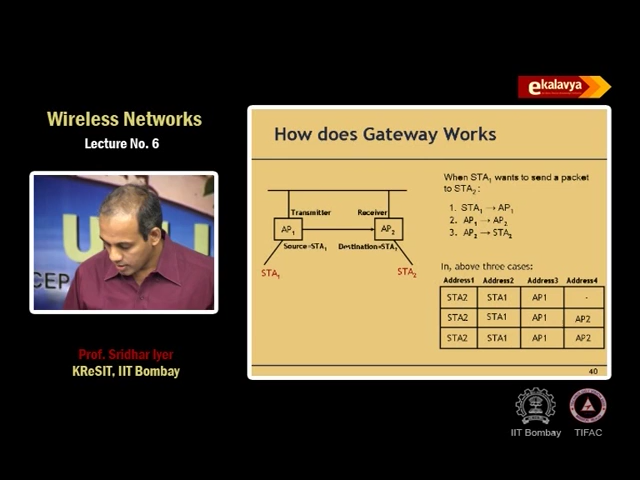 ekalavya
Wireless Networks
Lecture No. 6
How does Gateway Works
When STA1 wants to send a packet
to STA2 :
1. STA1 → AP1
2. AP1 → AP2
3. AP2 → STA2
Transmitter
Receiver
AP1
AP2
Source=STA1
Destination=STA1
STA1
STA2
In, above three cases:
Address1 Address2 Address3 Address4
STA2 STA1 AP1 -
STA2 STA1 AP1 AP2
STA2 STA1 AP1 AP2
40
CEP
Prof. Sridhar Iyer
KReSIT, IIT Bombay
IIT Bombay
TIFAC